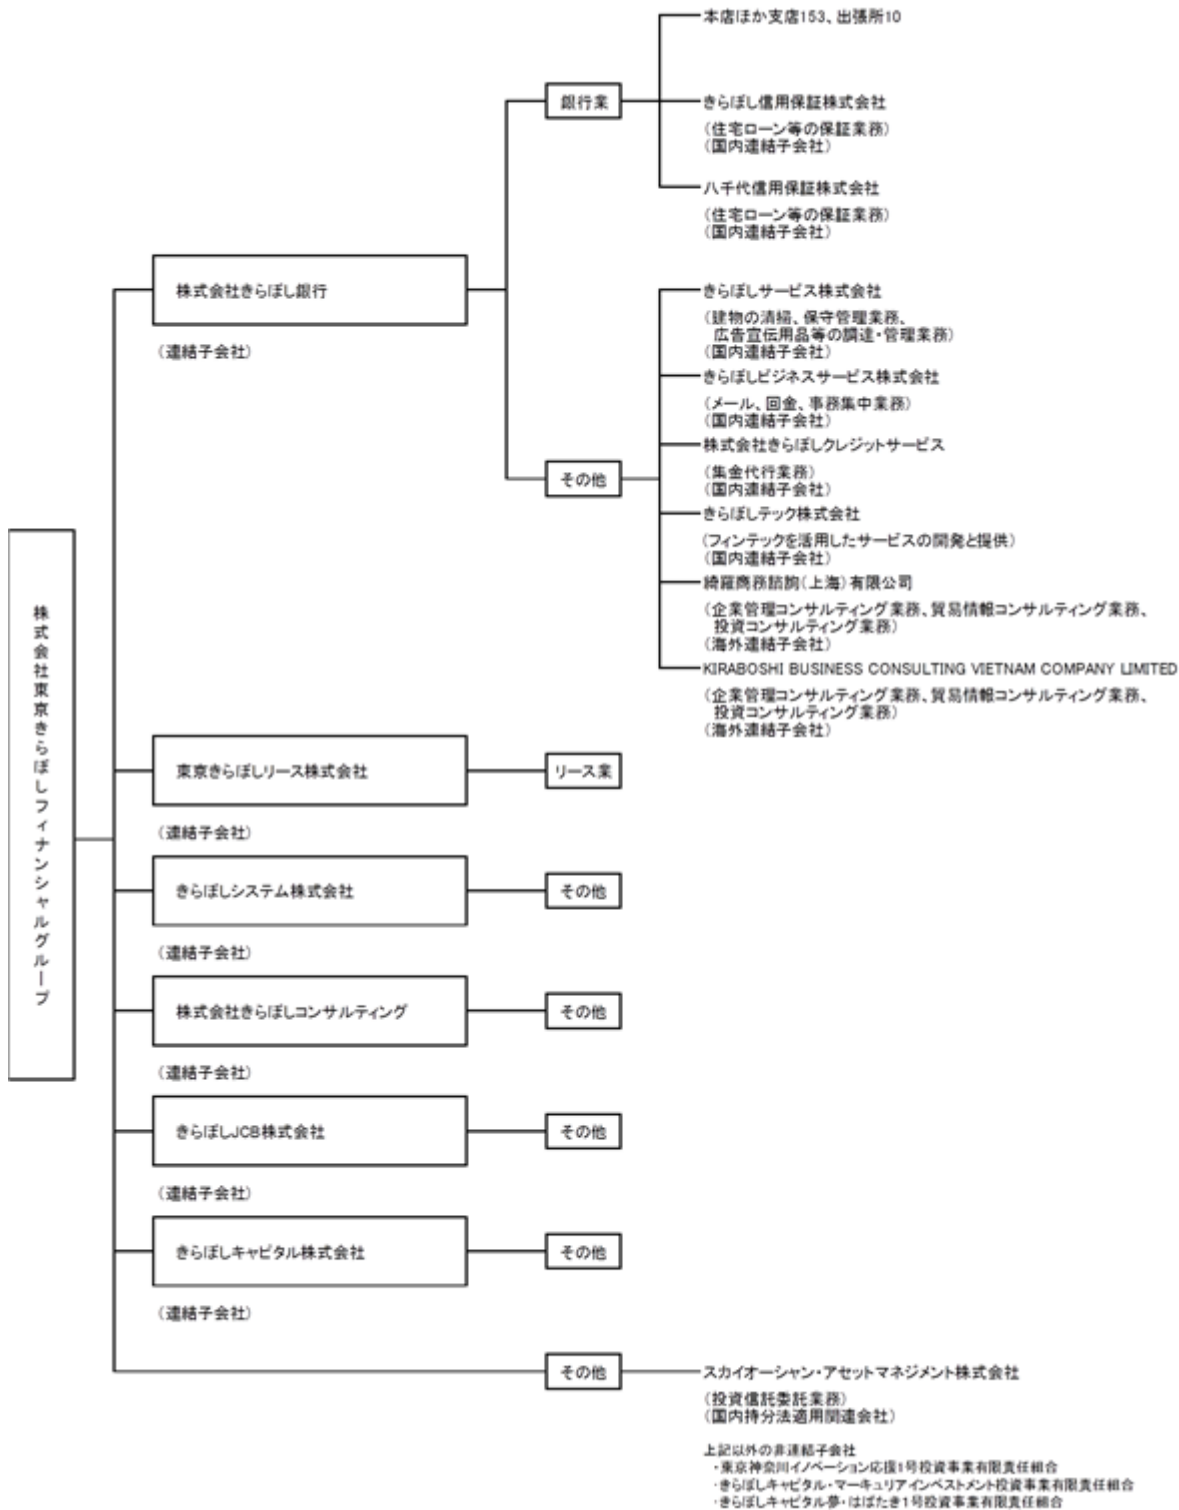 株式会社東京きらぼしフィナンシャルグループ
株式会社きらぼし銀行
（連結子会社）
銀行業
本店ほか支店153、出張所10
きらぼし信用保証株式会社
（住宅ローン等の保証業務）
（国内連結子会社）
八千代信用保証株式会社
（住宅ローン等の保証業務）
（国内連結子会社）
その他
きらぼしサービス株式会社
（建物の清掃、保守管理業務、
広告宣伝用品等の調達・管理業務）
（国内連結子会社）
きらぼしビジネスサービス株式会社
（メール、回金、事務集中業務）
（国内連結子会社）
株式会社きらぼしクレジットサービス
（集金代行業務）
（国内連結子会社）
きらぼしテック株式会社
（フィンテックを活用したサービスの開発と提供）
（国内連結子会社）
綺羅商務諮詢（上海）有限公司
（企業管理コンサルティング業務、貿易情報コンサルティング業務、
投資コンサルティング業務）
（海外連結子会社）
KIRABOSHI BUSINESS CONSULTING VIETNAM COMPANY LIMITED
（企業管理コンサルティング業務、貿易情報コンサルティング業務、
投資コンサルティング業務）
（海外連結子会社）
東京きらぼしリース株式会社
（連結子会社）
リース業
きらぼしシステム株式会社
（連結子会社）
その他
株式会社きらぼしコンサルティング
（連結子会社）
その他
きらぼしJCB株式会社
（連結子会社）
その他
きらぼしキャピタル株式会社
（連結子会社）
その他
その他
スカイオーシャン・アセットマネジメント株式会社
（投資信託委託業務）
（国内持分法適用関連会社）
上記以外の非連結子会社
・東京神奈川イノベーション応援1号投資事業有限責任組合
・きらぼしキャピタル・マーキュリアインベストメント投資事業有限責任組合
・きらぼしキャピタル夢・はばたき1号投資事業有限責任組合